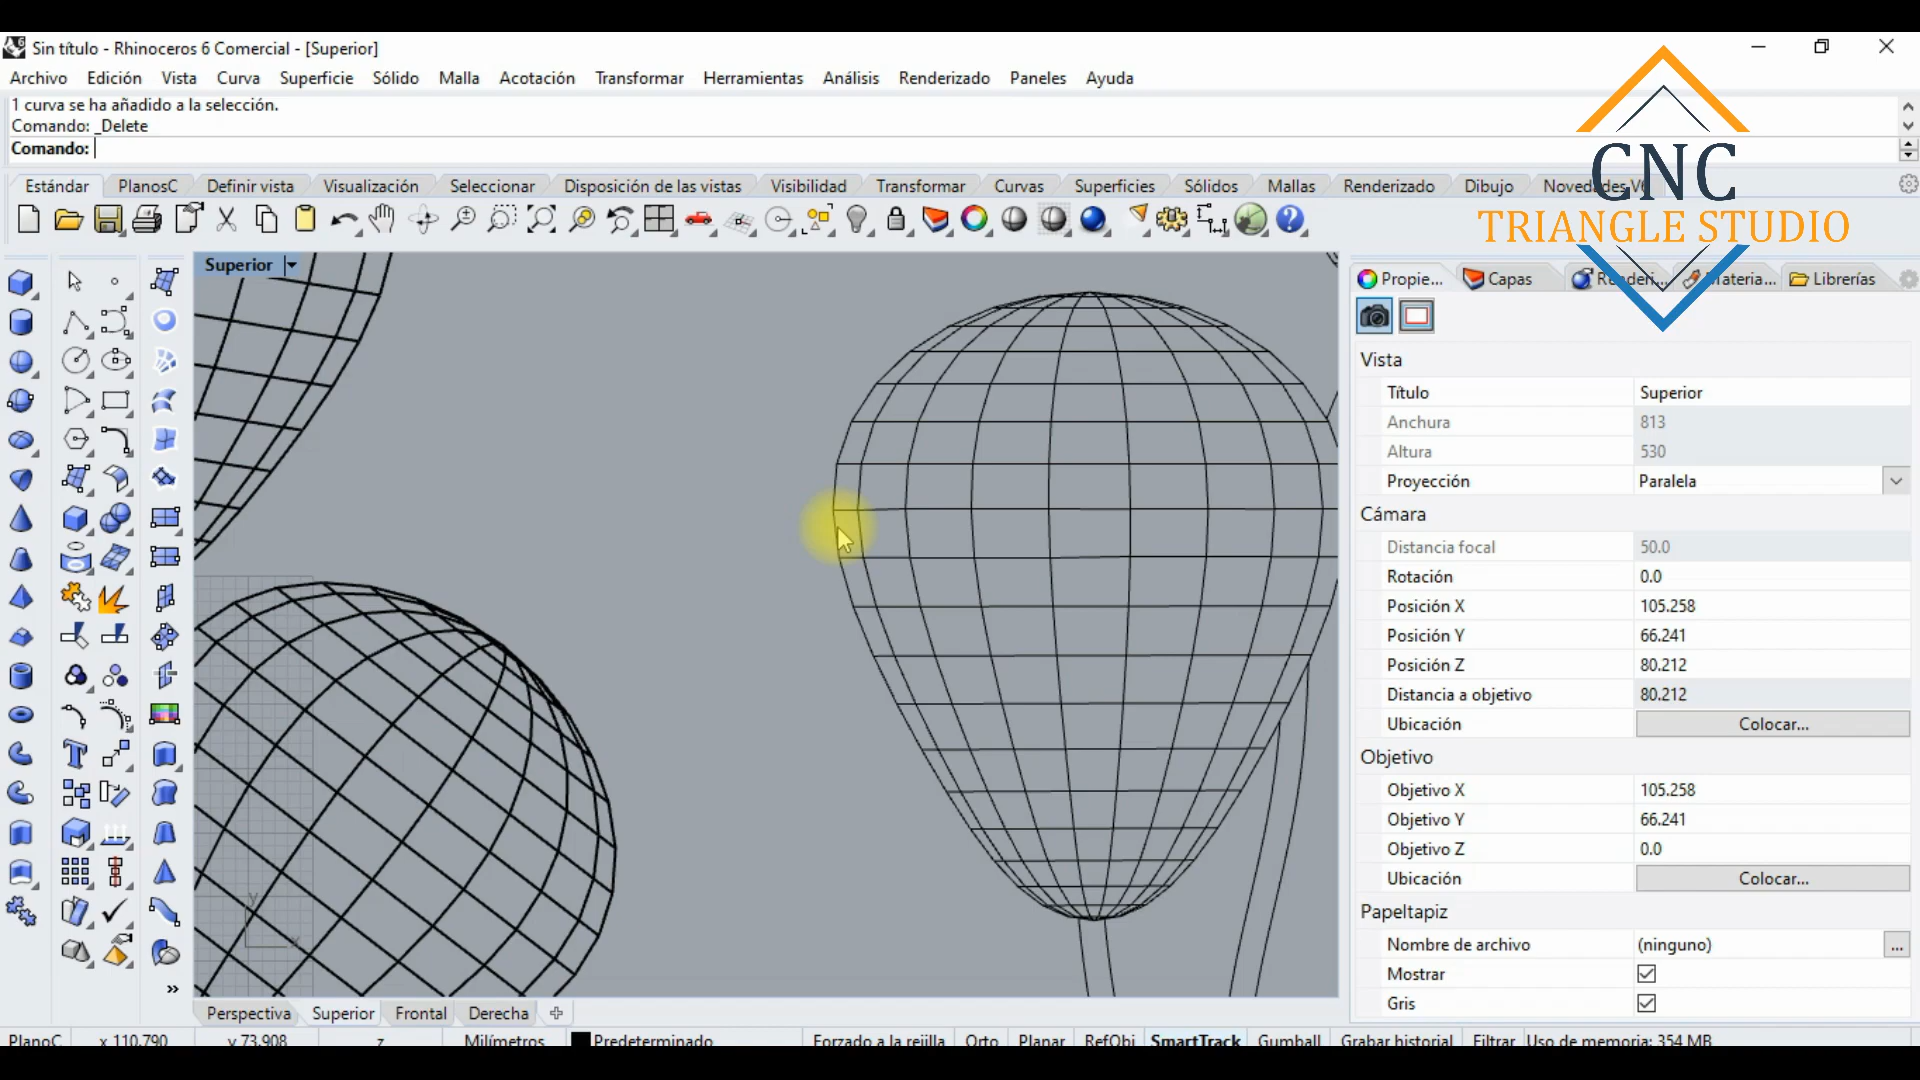 Sin título - Rhinoceros 6 Comercial - [Superior]
Archivo Edición Vista Curva Superficie Sólido Malla Acotación Transformar Herramientas Análisis Renderizado Paneles Ayuda
1 curva se ha añadido a la selección.
Comando: _Delete
Comando:
Estándar PlanosC Definir vista Visualización Seleccionar Disposición de las vistas Visibilidad Transformar Curvas Superficies Sólidos Mallas Renderizado Dibujo Novedades V6
CNC
TRIANGLE STUDIO
Superior
Propie... Capas Renderi... Materia... Librerías
Vista
Título Superior
Anchura 813
Altura 530
Proyección Paralela
Cámara
Distancia focal 50.0
Rotación 0.0
Posición X 105.258
Posición Y 66.241
Posición Z 80.212
Distancia a objetivo 80.212
Ubicación Colocar...
Objetivo
Objetivo X 105.258
Objetivo Y 66.241
Objetivo Z 0.0
Ubicación Colocar...
Papeltapiz
Nombre de archivo (ninguno) ...
Mostrar
Gris
y
x
Perspectiva Superior Frontal Derecha
PlanoC x 110.790 y 73.908 z Milímetros Predeterminado Forzado a la rejilla Orto Planar RefObj SmartTrack Gumball Grabar historial Filtrar Uso de memoria: 354 MB